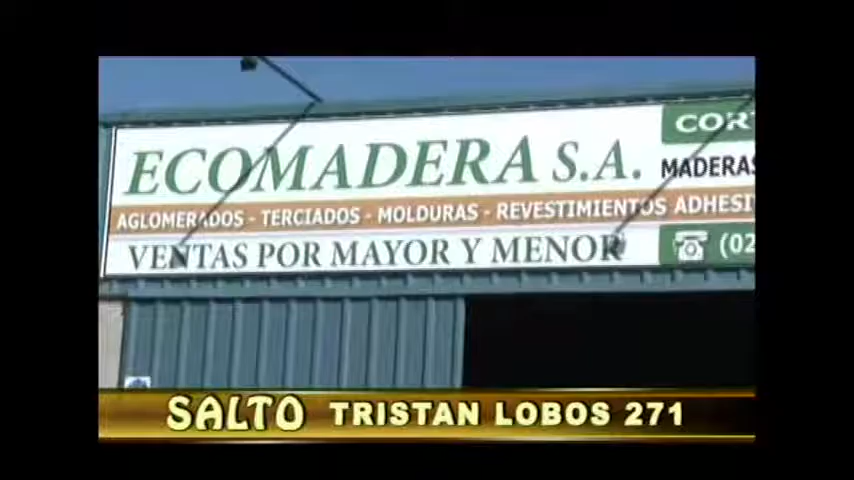 ECOMADERA S.A.
CORT
MADERAS
AGLOMERADOS - TERCIADOS - MOLDURAS - REVESTIMIENTOS ADHESI
VENTAS POR MAYOR Y MENOR
(02
SALTO TRISTAN LOBOS 271